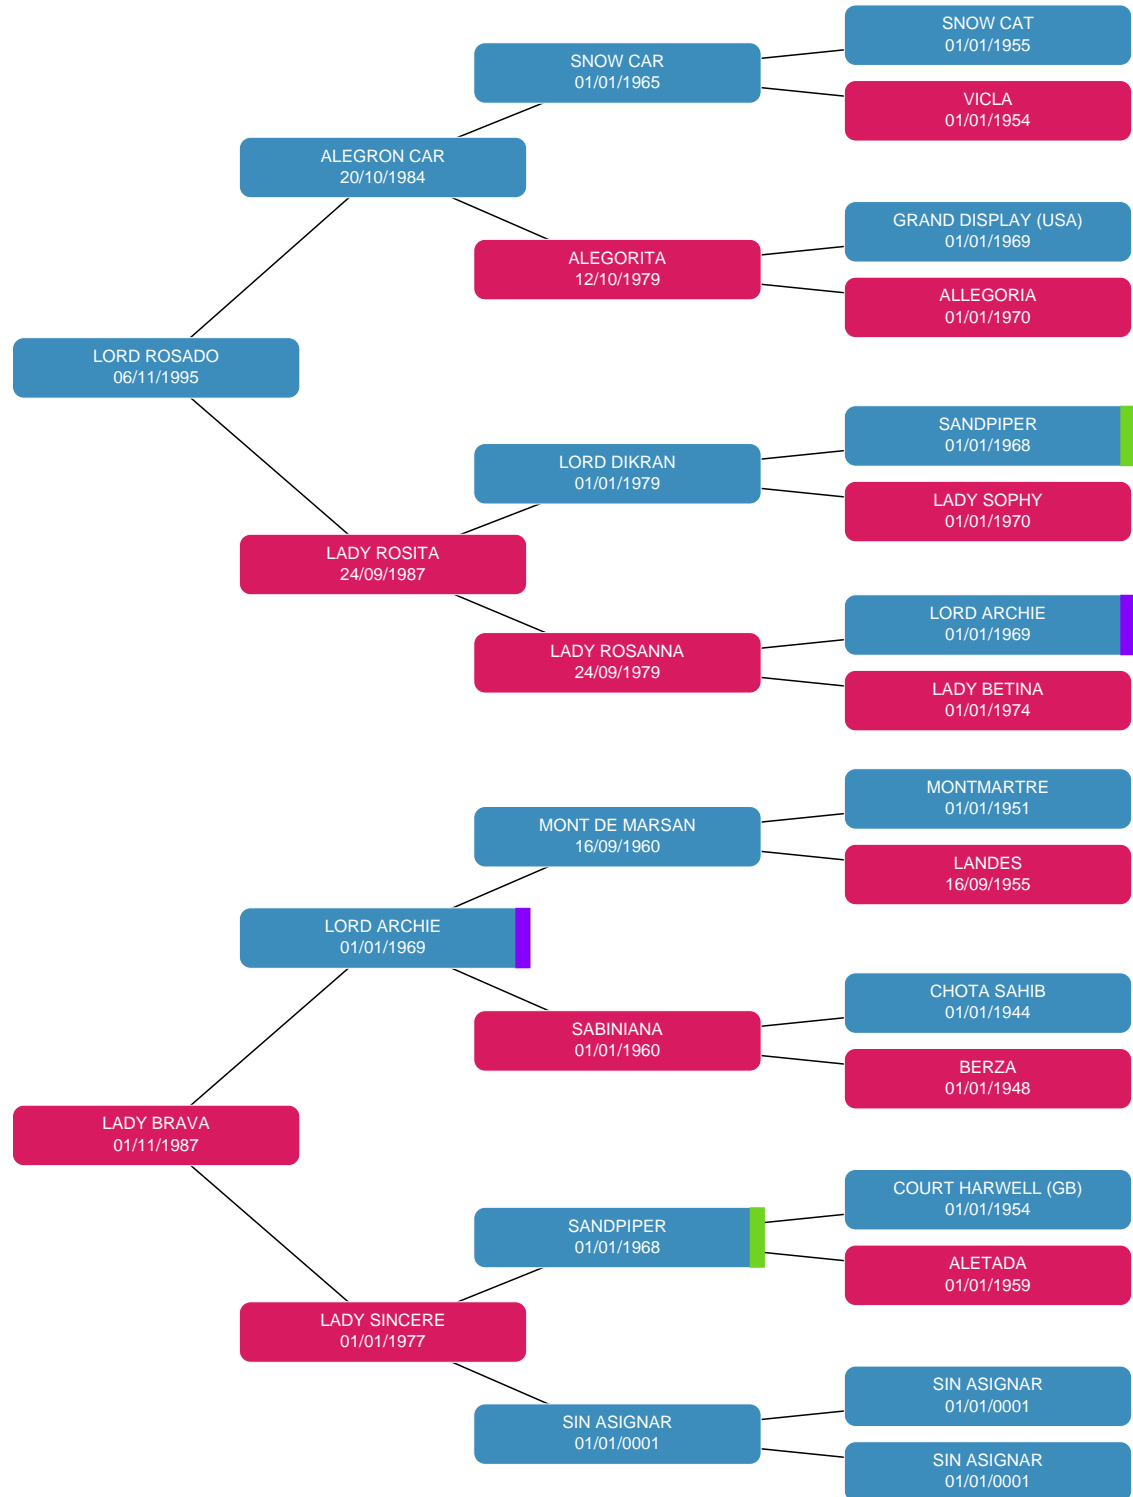 SNOW CAT
01/01/1955
SNOW CAR
01/01/1965
VICLA
01/01/1954
ALEGRON CAR
20/10/1984
GRAND DISPLAY (USA)
01/01/1969
ALEGORITA
12/10/1979
ALLEGORIA
01/01/1970
LORD ROSADO
06/11/1995
SANDPIPER
01/01/1968
LORD DIKRAN
01/01/1979
LADY SOPHY
01/01/1970
LADY ROSITA
24/09/1987
LORD ARCHIE
01/01/1969
LADY ROSANNA
24/09/1979
LADY BETINA
01/01/1974
MONTMARTRE
01/01/1951
MONT DE MARSAN
16/09/1960
LANDES
16/09/1955
LORD ARCHIE
01/01/1969
CHOTA SAHIB
01/01/1944
SABINIANA
01/01/1960
BERZA
01/01/1948
LADY BRAVA
01/11/1987
COURT HARWELL (GB)
01/01/1954
SANDPIPER
01/01/1968
ALETADA
01/01/1959
LADY SINCERE
01/01/1977
SIN ASIGNAR
01/01/0001
SIN ASIGNAR
01/01/0001
SIN ASIGNAR
01/01/0001